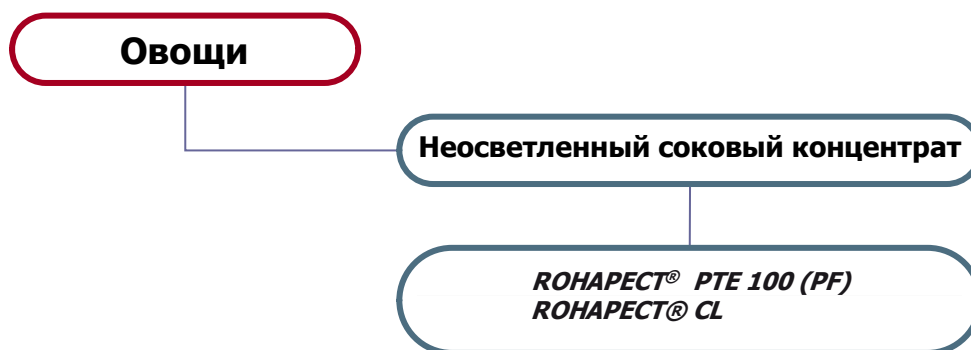 Овощи
Неосветленный соковый концентрат
ROHAPECT® PTE 100 (PF)
ROHAPECT® CL